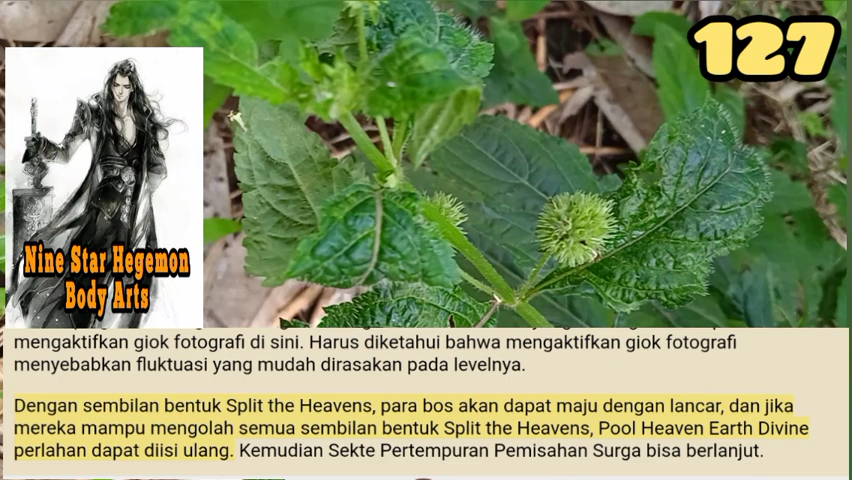 127
Nine Star Hegemon
Body Arts
mengaktifkan giok fotografi di sini. Harus diketahui bahwa mengaktifkan giok fotografi
menyebabkan fluktuasi yang mudah dirasakan pada levelnya.
Dengan sembilan bentuk Split the Heavens, para bos akan dapat maju dengan lancar, dan jika
mereka mampu mengolah semua sembilan bentuk Split the Heavens, Pool Heaven Earth Divine
perlahan dapat diisi ulang. Kemudian Sekte Pertempuran Pemisahan Surga bisa berlanjut.